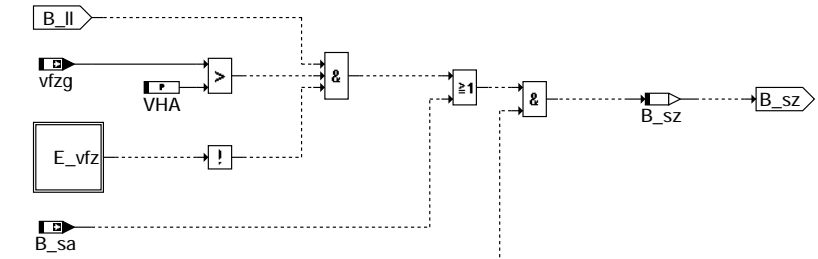 B_ll
vfzg
P
VHA
>
&
≧1
&
B_sz
B_sz
E_vfz
!
B_sa